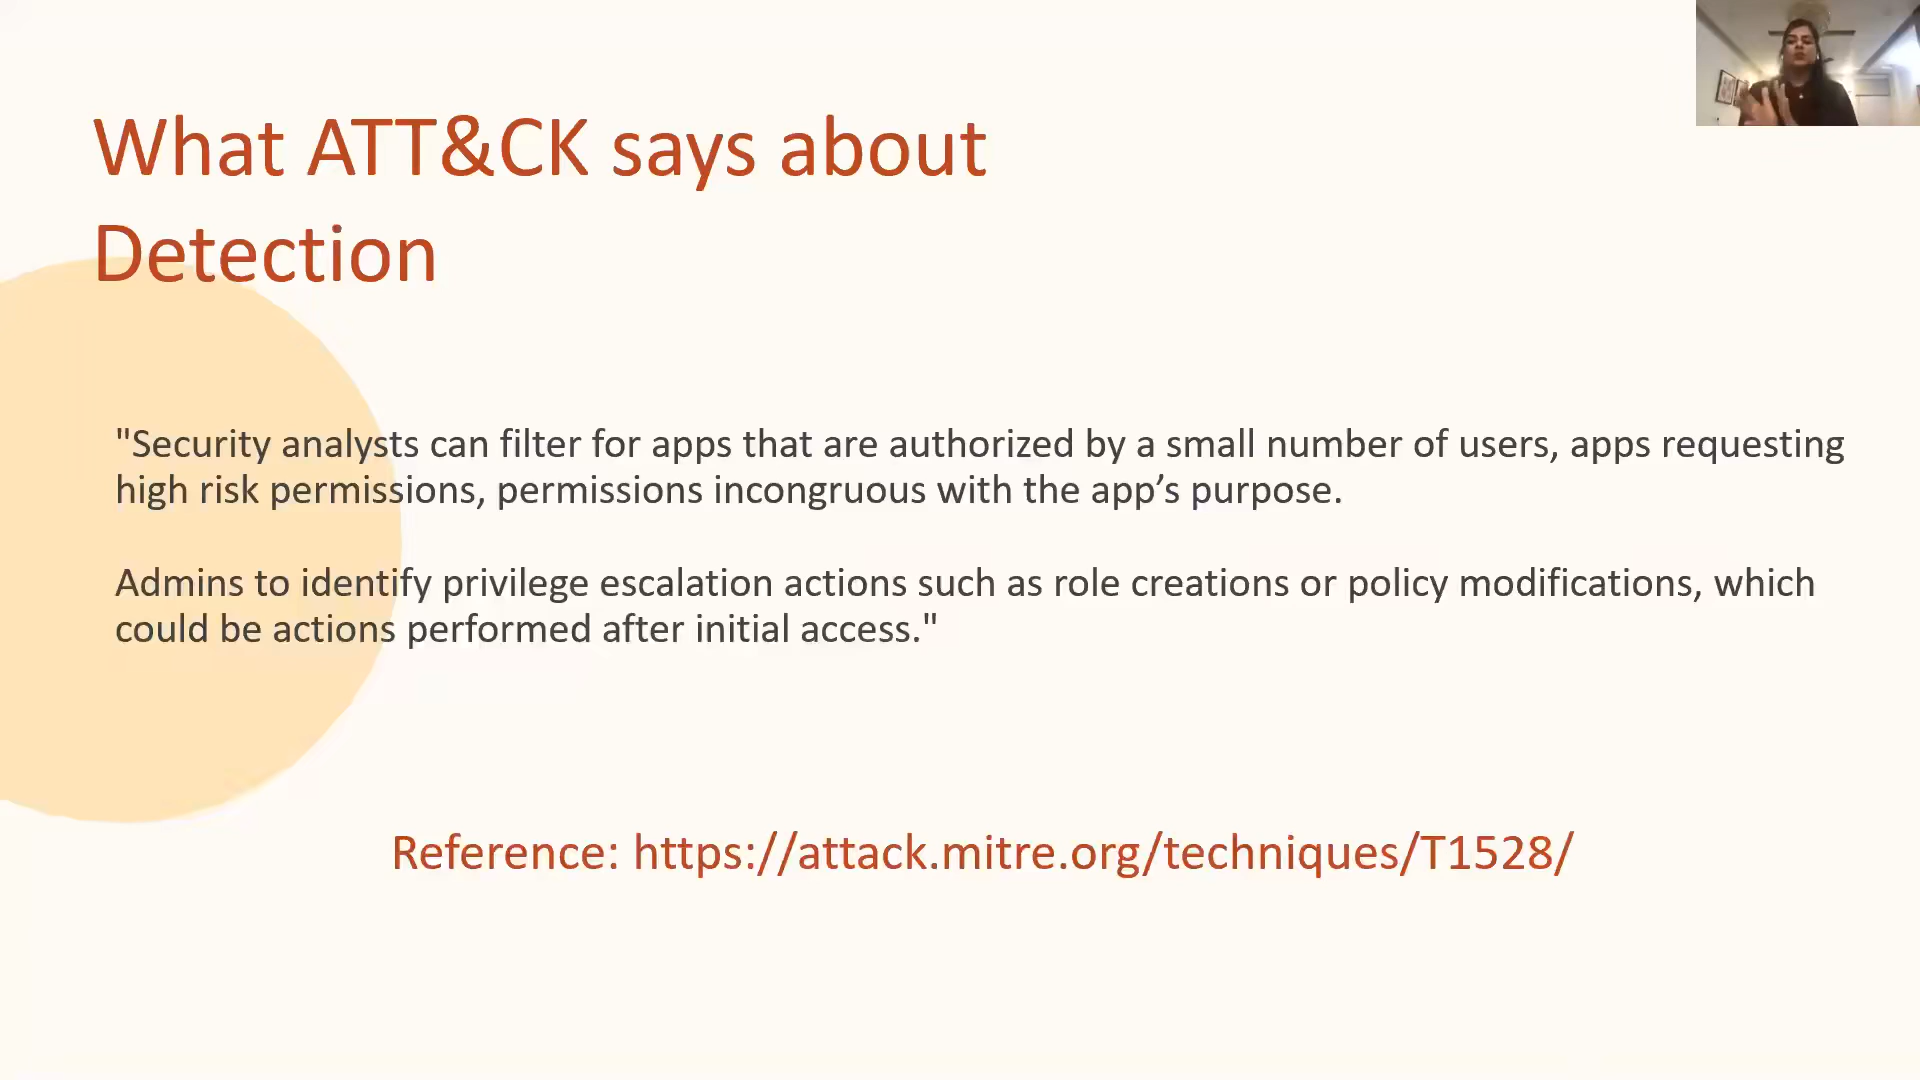 What ATT&CK says about
Detection
"Security analysts can filter for apps that are authorized by a small number of users, apps requesting
high risk permissions, permissions incongruous with the app’s purpose.
Admins to identify privilege escalation actions such as role creations or policy modifications, which
could be actions performed after initial access."
Reference: https://attack.mitre.org/techniques/T1528/